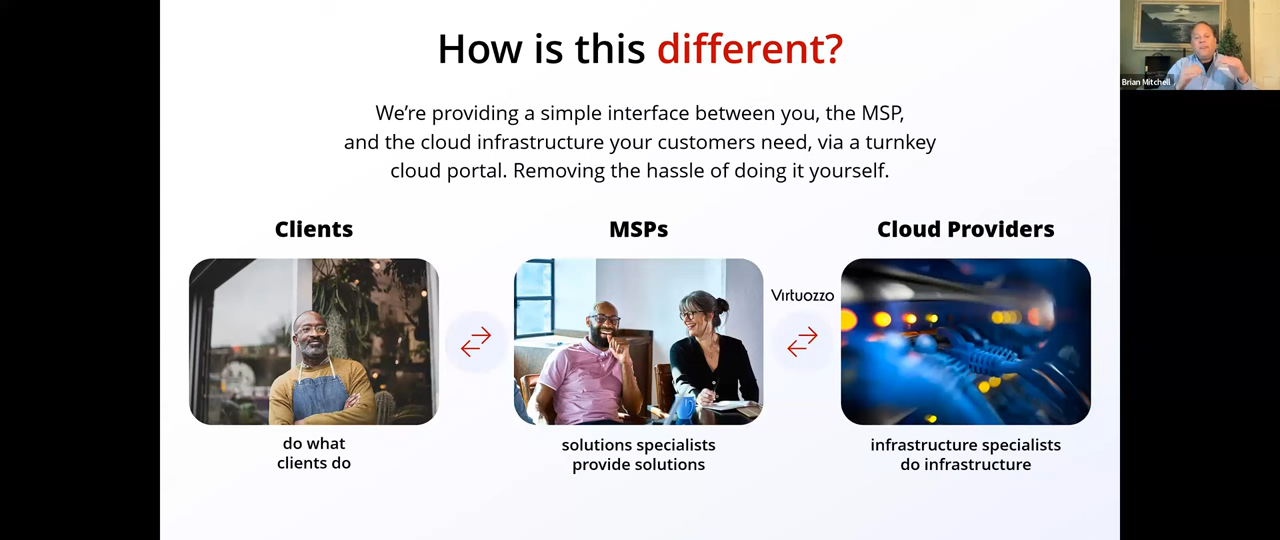 How is this different?
Brian Mitchell
We’re providing a simple interface between you, the MSP,
and the cloud infrastructure your customers need, via a turnkey
cloud portal. Removing the hassle of doing it yourself.
Clients
MSPs
Cloud Providers
Virtuozzo
do what
clients do
solutions specialists
provide solutions
infrastructure specialists
do infrastructure